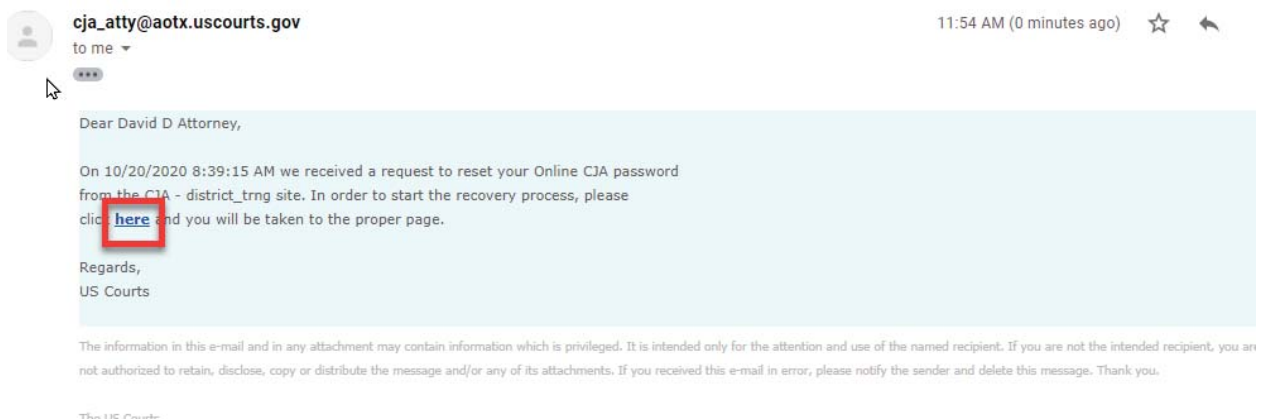 cja_atty@aotx.uscourts.gov 11:54 AM (0 minutes ago)
to me
Dear David D Attorney,
On 10/20/2020 8:39:15 AM we received a request to reset your Online CJA password
from the CJA - district_trng site. In order to start the recovery process, please
click here and you will be taken to the proper page.
Regards,
US Courts
The information in this e-mail and in any attachment may contain information which is privileged. It is intended only for the attention and use of the named recipient. If you are not the intended recipient, you are
not authorized to retain, disclose, copy or distribute the message and/or any of its attachments. If you received this e-mail in error, please notify the sender and delete this message. Thank you.
The US Courts